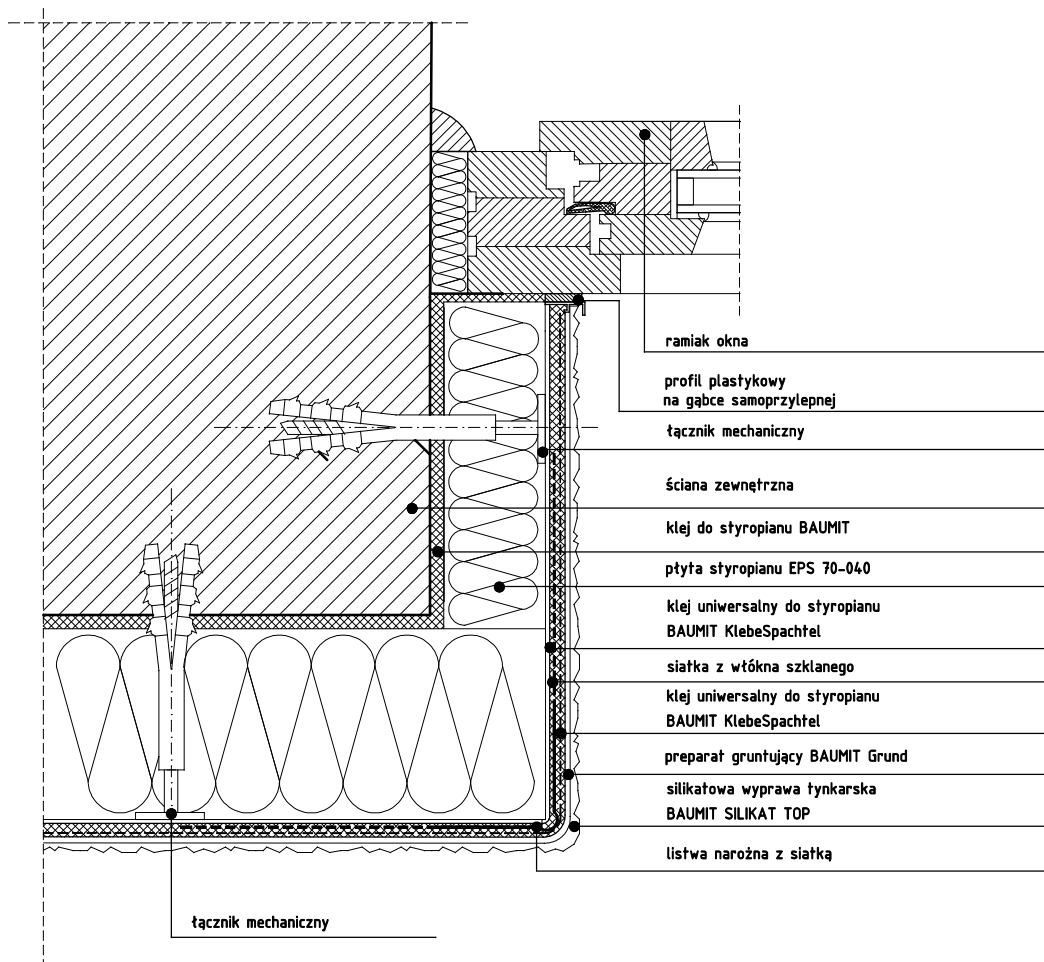 ramiak okna
profil plastykowy
na gąbce samoprzylepnej
łącznik mechaniczny
ściana zewnętrzna
klej do styropianu BAUMIT
płyta styropianu EPS 70-040
klej uniwersalny do styropianu
BAUMIT KlebeSpachtel
siatka z włókna szklanego
klej uniwersalny do styropianu
BAUMIT KlebeSpachtel
preparat gruntujący BAUMIT Grund
silikatowa wyprawa tynkarska
BAUMIT SILIKAT TOP
listwa narożna z siatką
łącznik mechaniczny